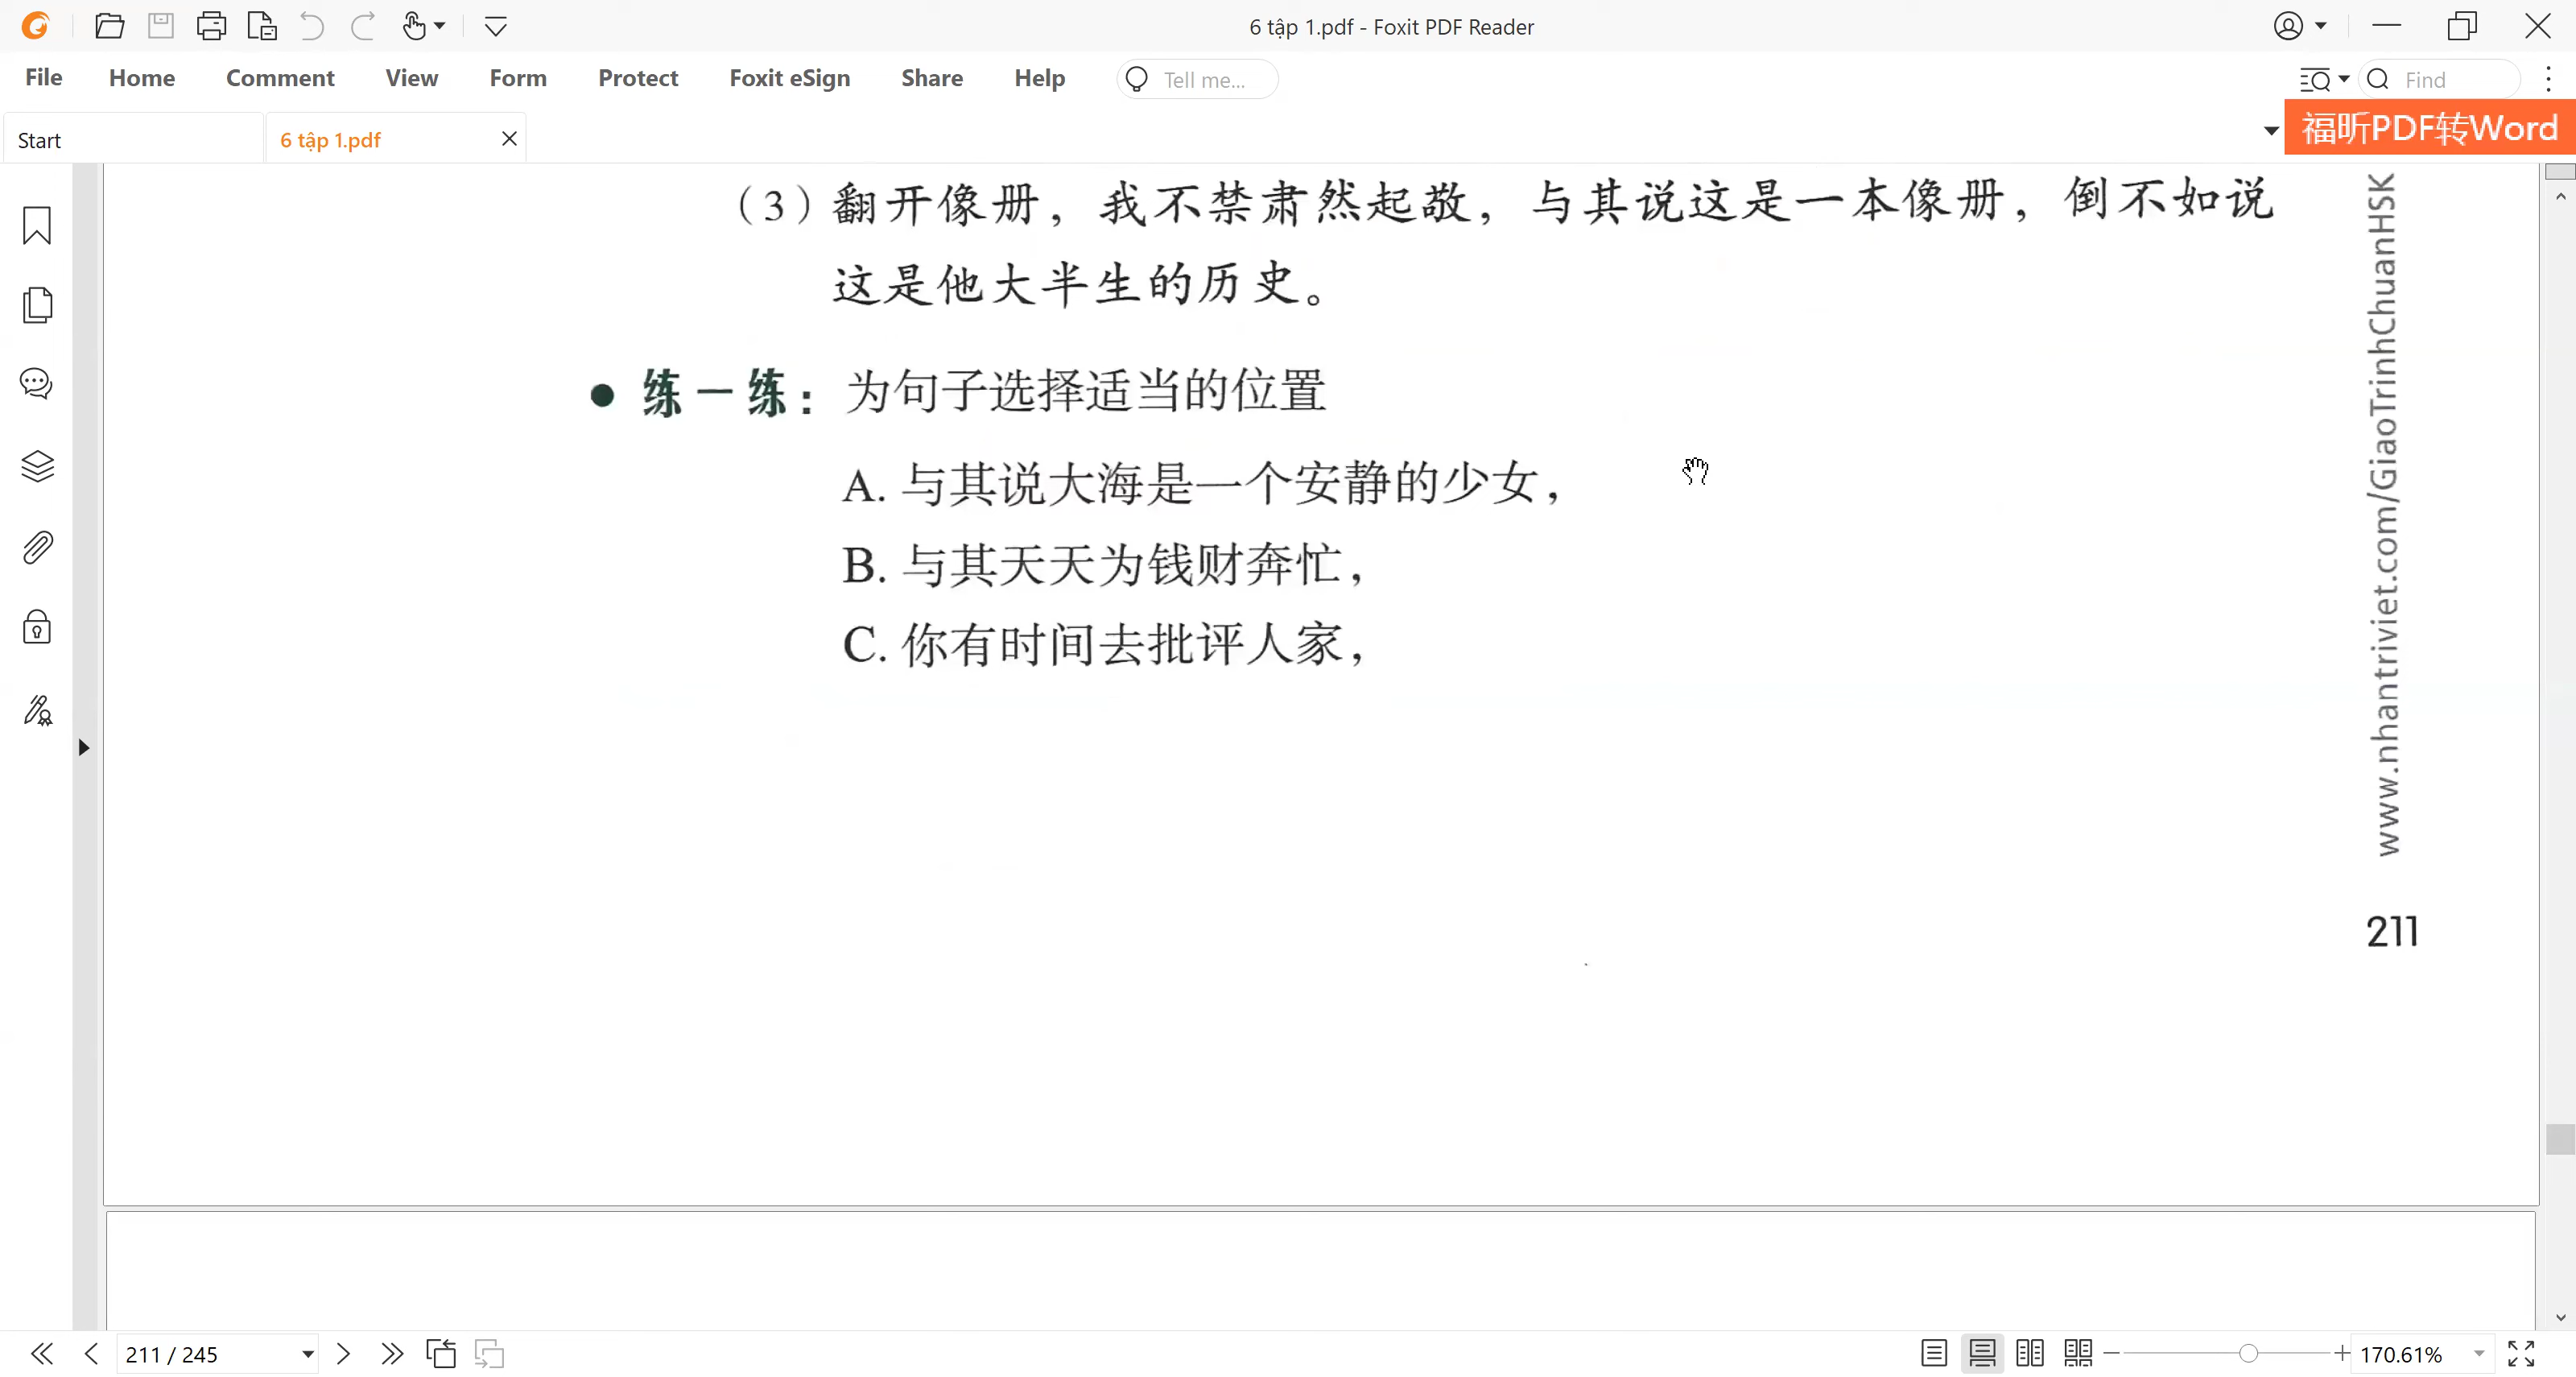 6 tập 1.pdf - Foxit PDF Reader
File Home Comment View Form Protect Foxit eSign Share Help Tell me... Find
Start 6 tập 1.pdf 福昕PDF转Word
（3）翻开像册，我不禁肃然起敬，与其说这是一本像册，倒不如说
这是他大半生的历史。
● 练一练：为句子选择适当的位置
A. 与其说大海是一个安静的少女，
B. 与其天天为钱财奔忙，
C. 你有时间去批评人家，
www.nhantriviet.com/GiaoTrinhChuanHSK
211
211 / 245 170.61%